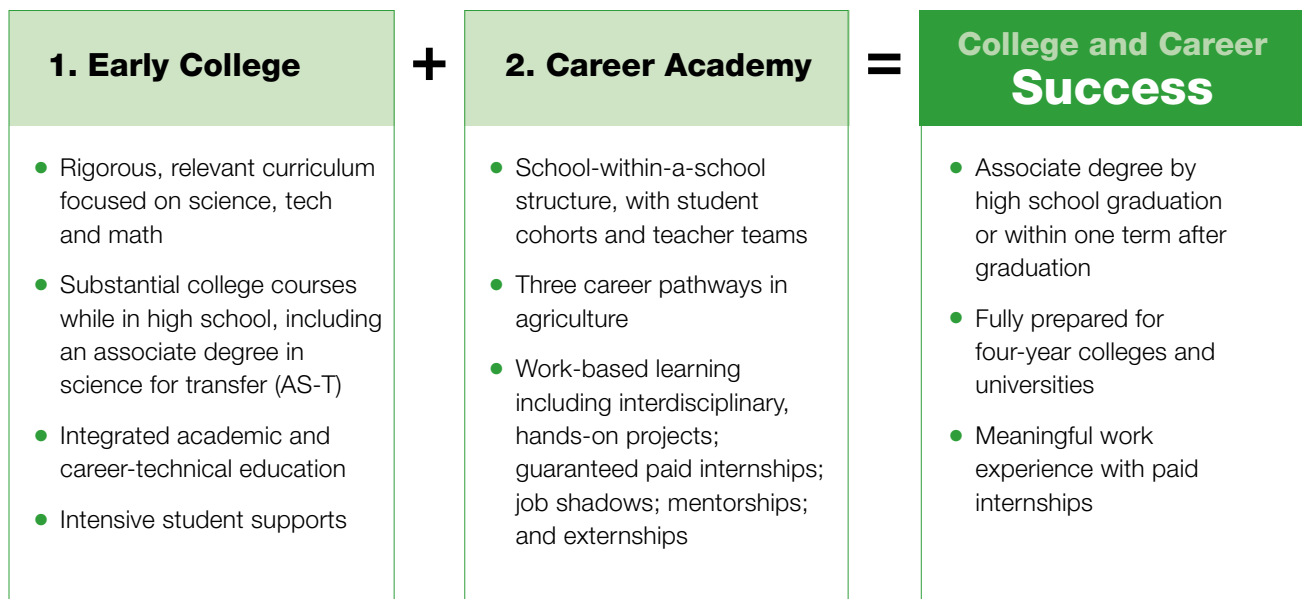 1. Early College
• Rigorous, relevant curriculum
focused on science, tech
and math
• Substantial college courses
while in high school, including
an associate degree in
science for transfer (AS-T)
• Integrated academic and
career-technical education
• Intensive student supports
+
2. Career Academy
• School-within-a-school
structure, with student
cohorts and teacher teams
• Three career pathways in
agriculture
• Work-based learning
including interdisciplinary,
hands-on projects;
guaranteed paid internships;
job shadows; mentorships;
and externships
=
College and Career
Success
• Associate degree by
high school graduation
or within one term after
graduation
• Fully prepared for
four-year colleges and
universities
• Meaningful work
experience with paid
internships